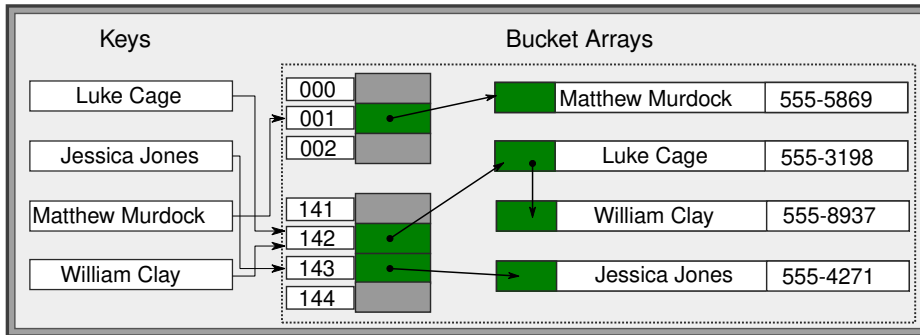 Keys
Bucket Arrays
Luke Cage
Jessica Jones
Matthew Murdock
William Clay
000
001
002
141
142
143
144
Matthew Murdock 555-5869
Luke Cage 555-3198
William Clay 555-8937
Jessica Jones 555-4271